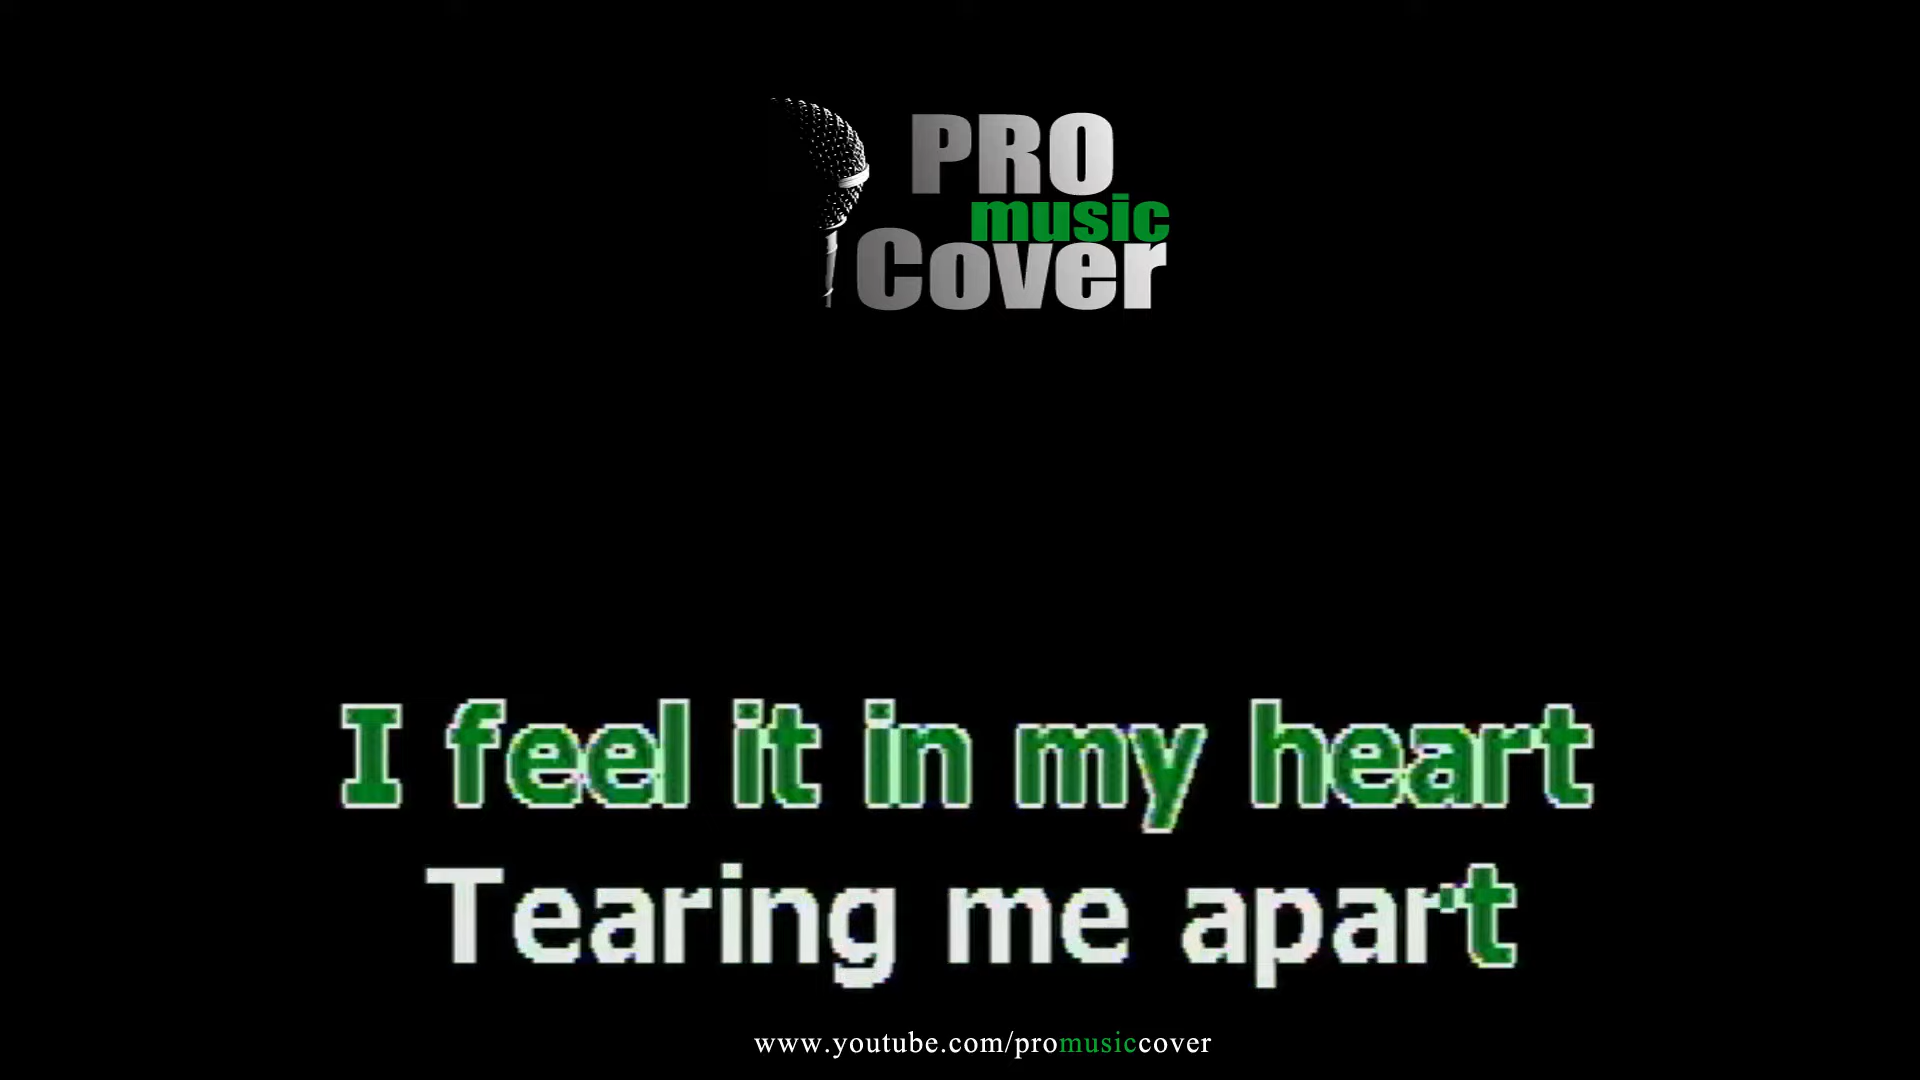 PRO
music
Cover
I feel it in my heart
Tearing me apart
www.youtube.com/promusiccover